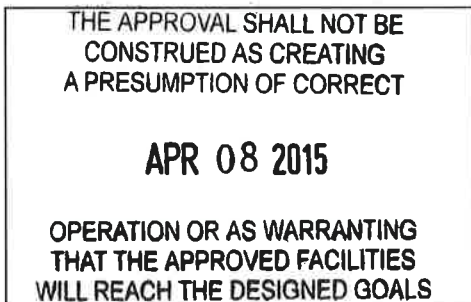 THE APPROVAL SHALL NOT BE
CONSTRUED AS CREATING
A PRESUMPTION OF CORRECT
APR 08 2015
OPERATION OR AS WARRANTING
THAT THE APPROVED FACILITIES
WILL REACH THE DESIGNED GOALS